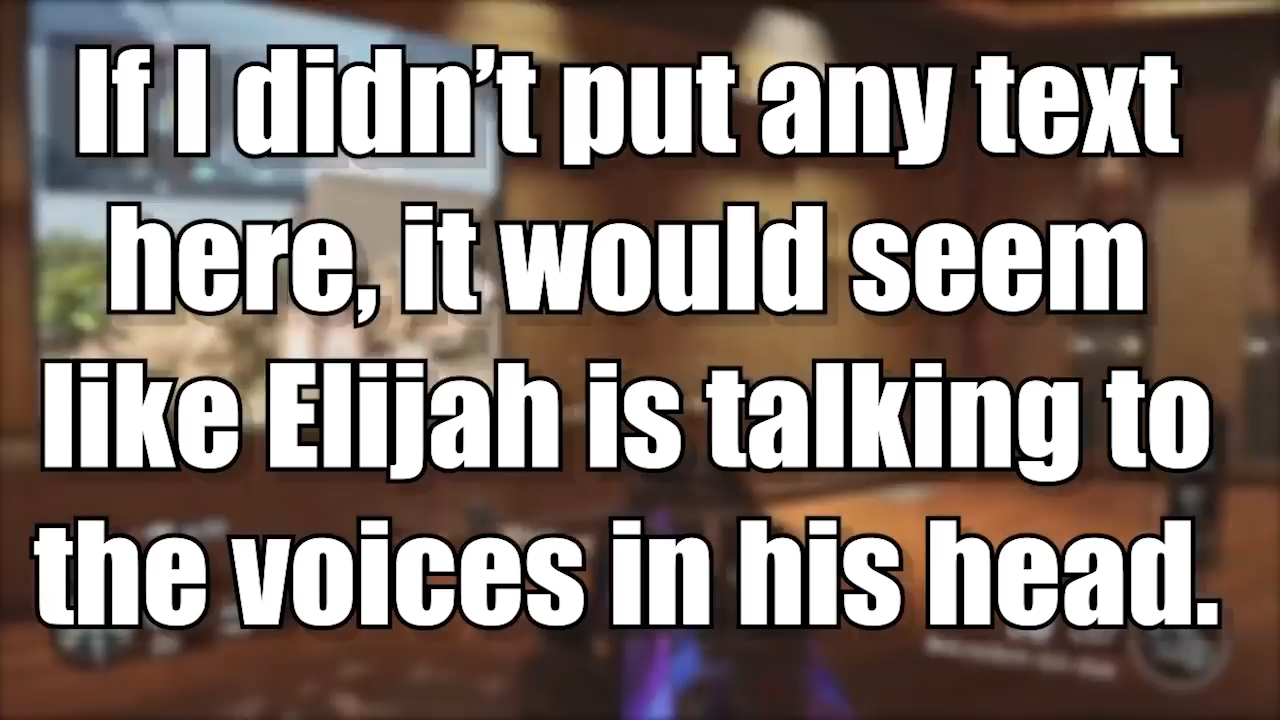 If I didn’t put any text
here, it would seem
like Elijah is talking to
the voices in his head.